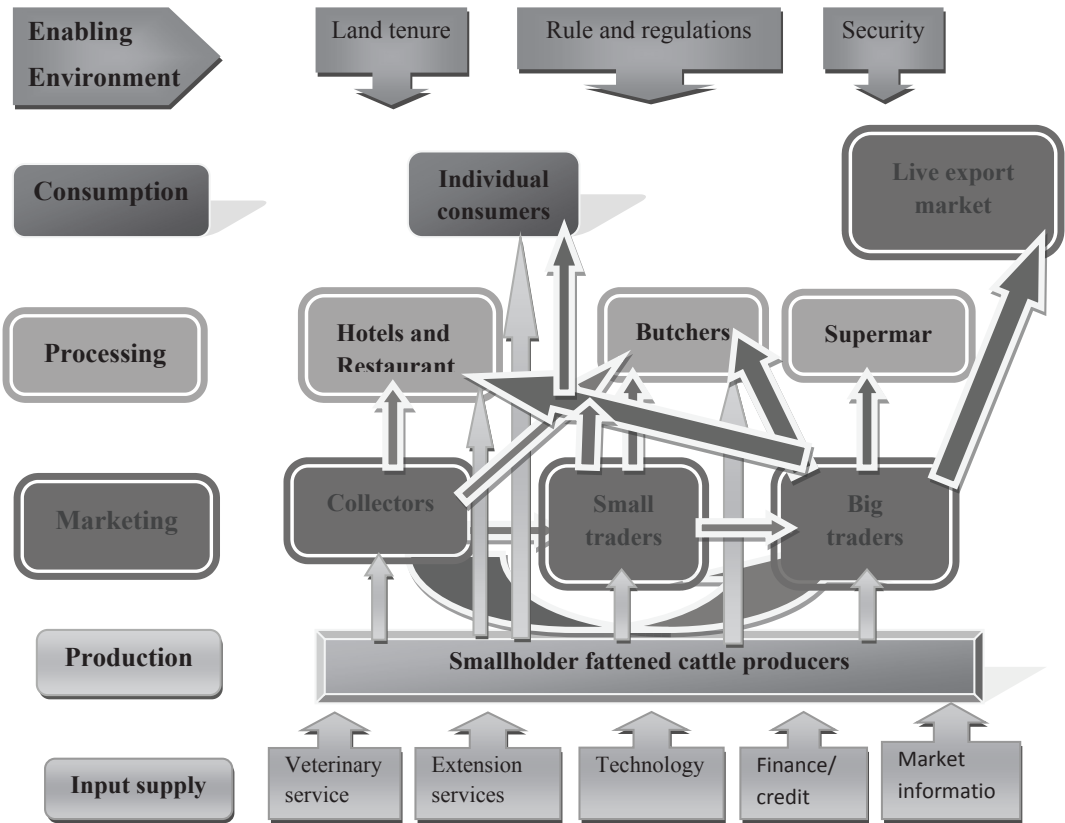 Enabling
Environment
Land tenure
Rule and regulations
Security
Consumption
Individual
consumers
Live export
market
Processing
Hotels and
Restaurant
Butchers
Supermar
Marketing
Collectors
Small
traders
Big
traders
Production
Smallholder fattened cattle producers
Input supply
Veterinary
service
Extension
services
Technology
Finance/
credit
Market
informatio